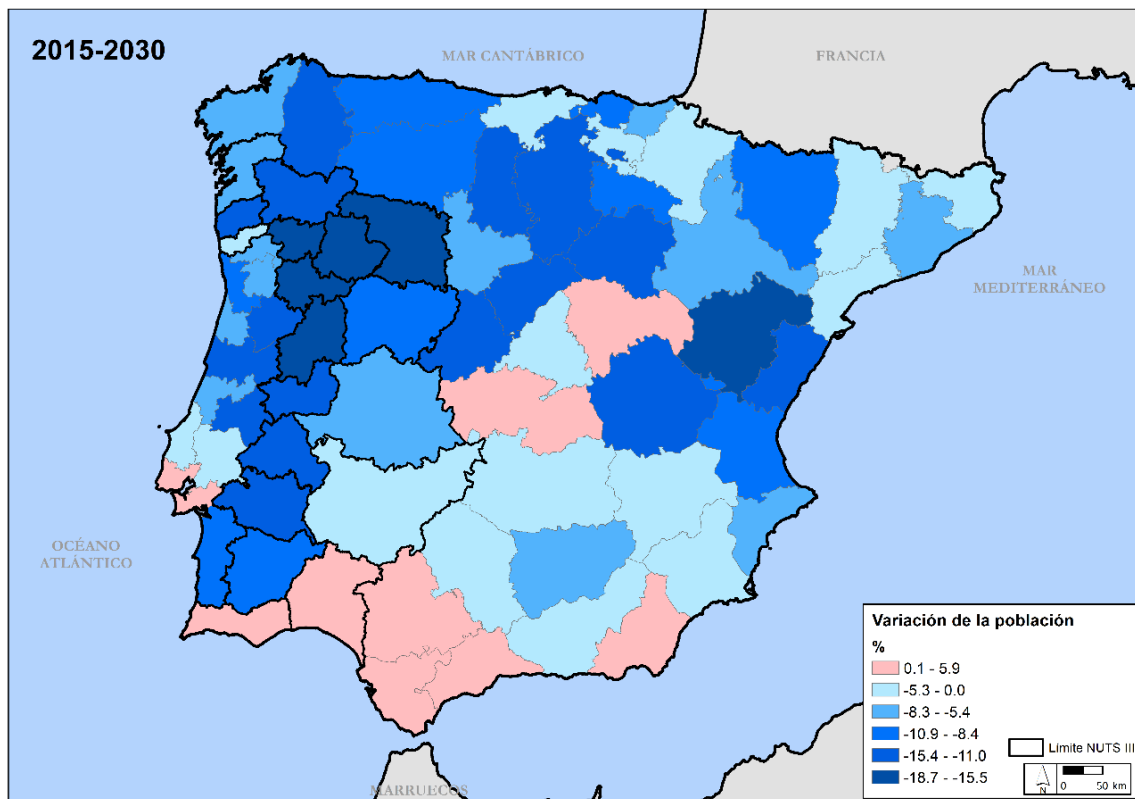 2015-2030
MAR CANTÁBRICO
FRANCIA
MAR
MEDITERRÁNEO
OCÉANO
ATLÁNTICO
MARRUECOS
Variación de la población
%
0.1 - 5.9
-5.3 - 0.0
-8.3 - -5.4
-10.9 - -8.4
-15.4 - -11.0
-18.7 - -15.5
Límite NUTS III
N
0 50 km